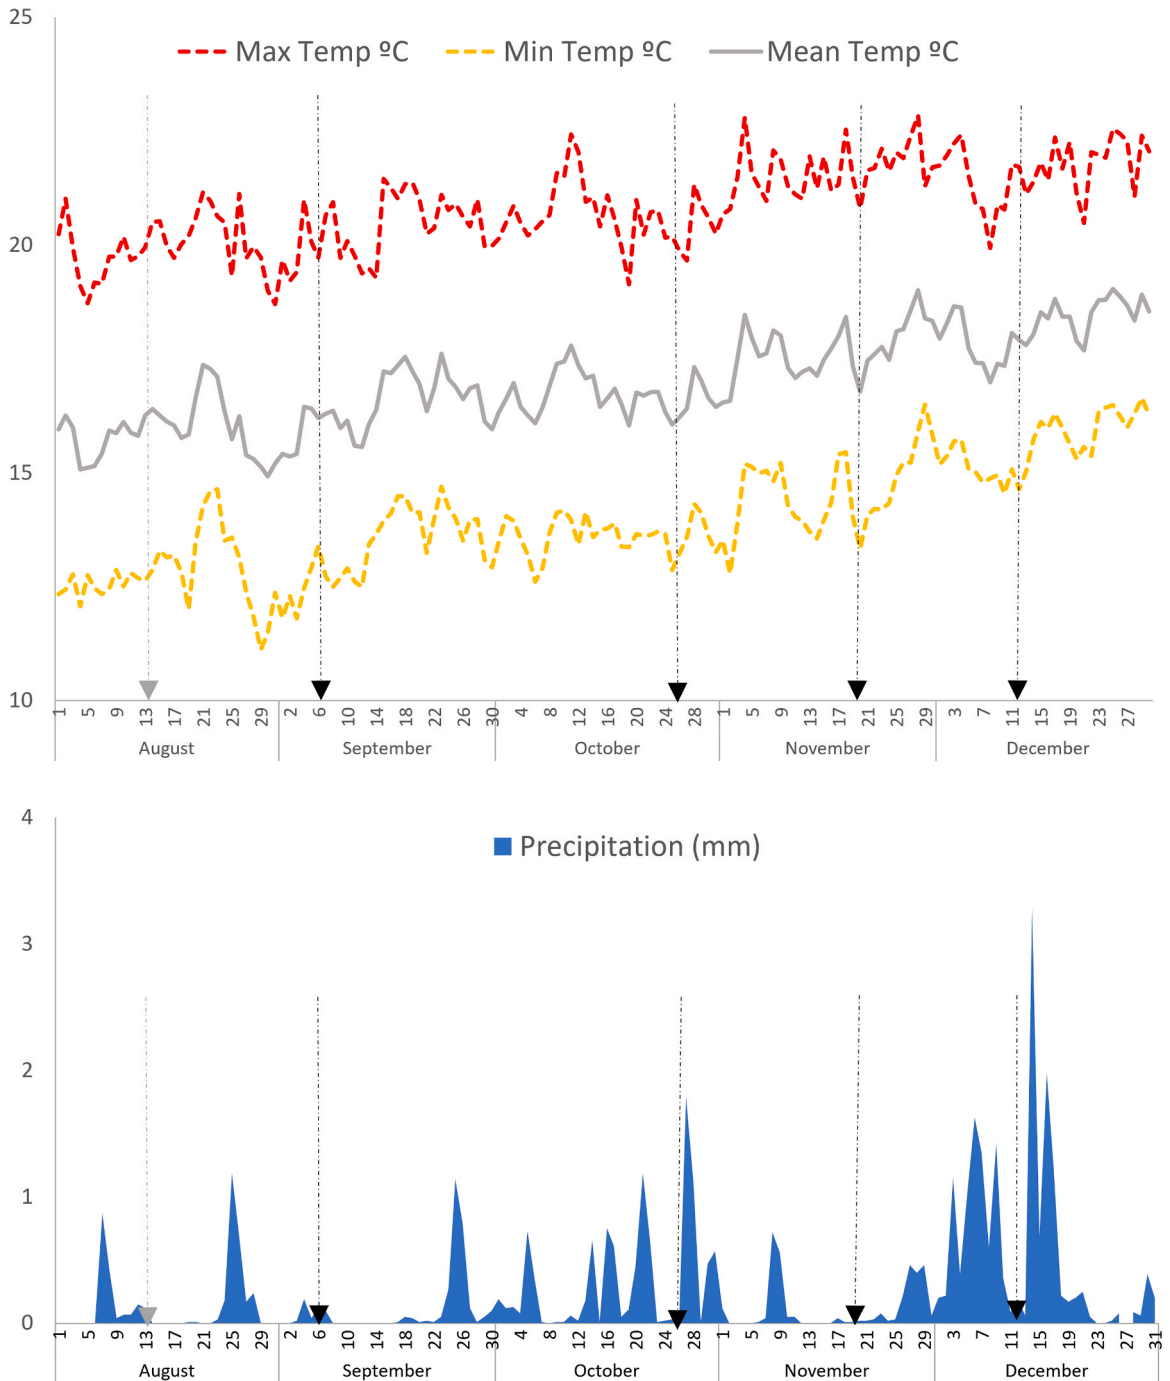 25
Max Temp ºC Min Temp ºC Mean Temp ºC
20
15
10
1 5 9 13 17 21 25 29 2 6 10 14 18 22 26 30 4 8 12 16 20 24 28 1 5 9 13 17 21 25 29 3 7 11 15 19 23 27
August September October November December
4
Precipitation (mm)
3
2
1
0
1 5 9 13 17 21 25 29 2 6 10 14 18 22 26 30 4 8 12 16 20 24 28 1 5 9 13 17 21 25 29 3 7 11 15 19 23 27 31
August September October November December